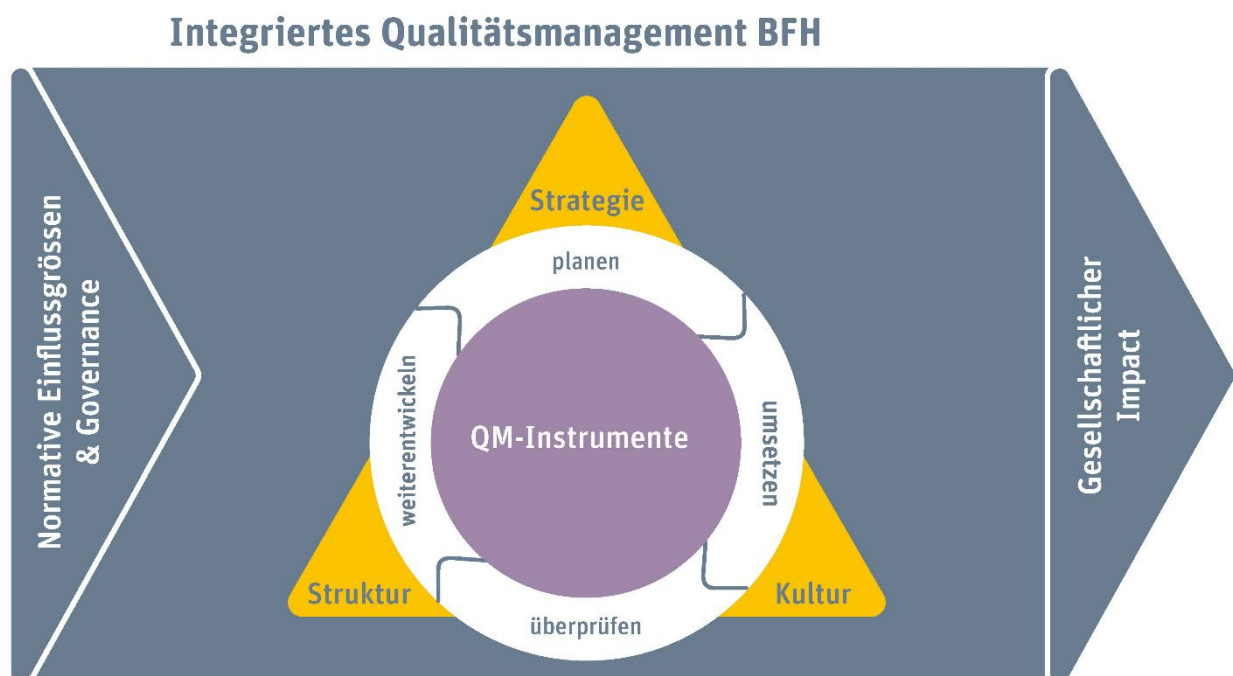 Integriertes Qualitätsmanagement BFH
Normative Einflussgrössen
& Governance
Strategie
planen
weiterentwickeln
QM-Instrumente
umsetzen
Struktur
Kultur
überprüfen
Gesellschaftlicher
Impact